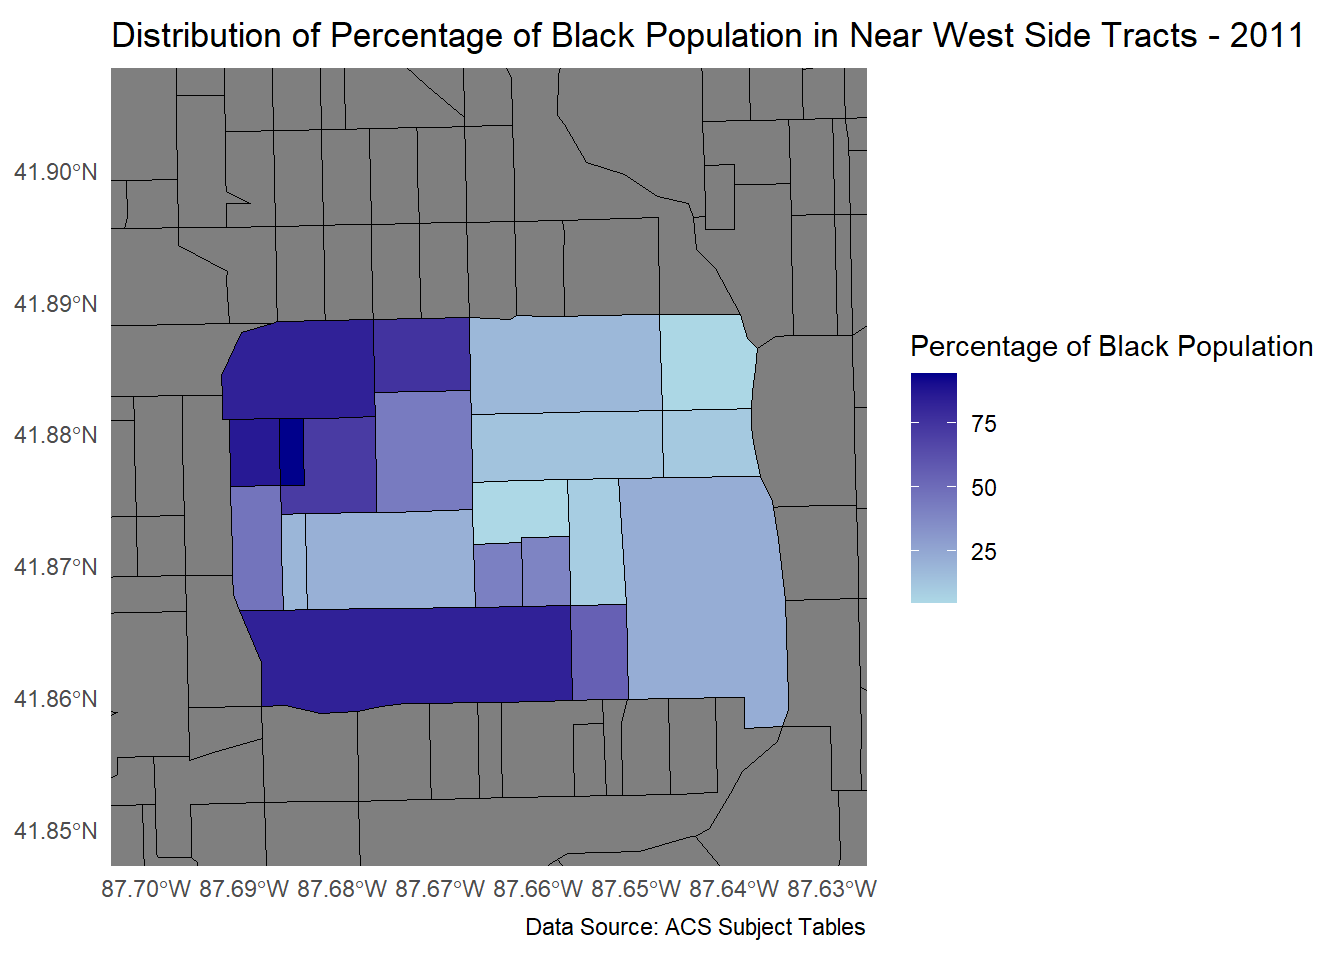 Distribution of Percentage of Black Population in Near West Side Tracts - 2011
41.90°N
41.89°N
41.88°N
41.87°N
41.86°N
41.85°N
87.70°W 87.69°W 87.68°W 87.67°W 87.66°W 87.65°W 87.64°W 87.63°W
Percentage of Black Population
75
50
25
Data Source: ACS Subject Tables